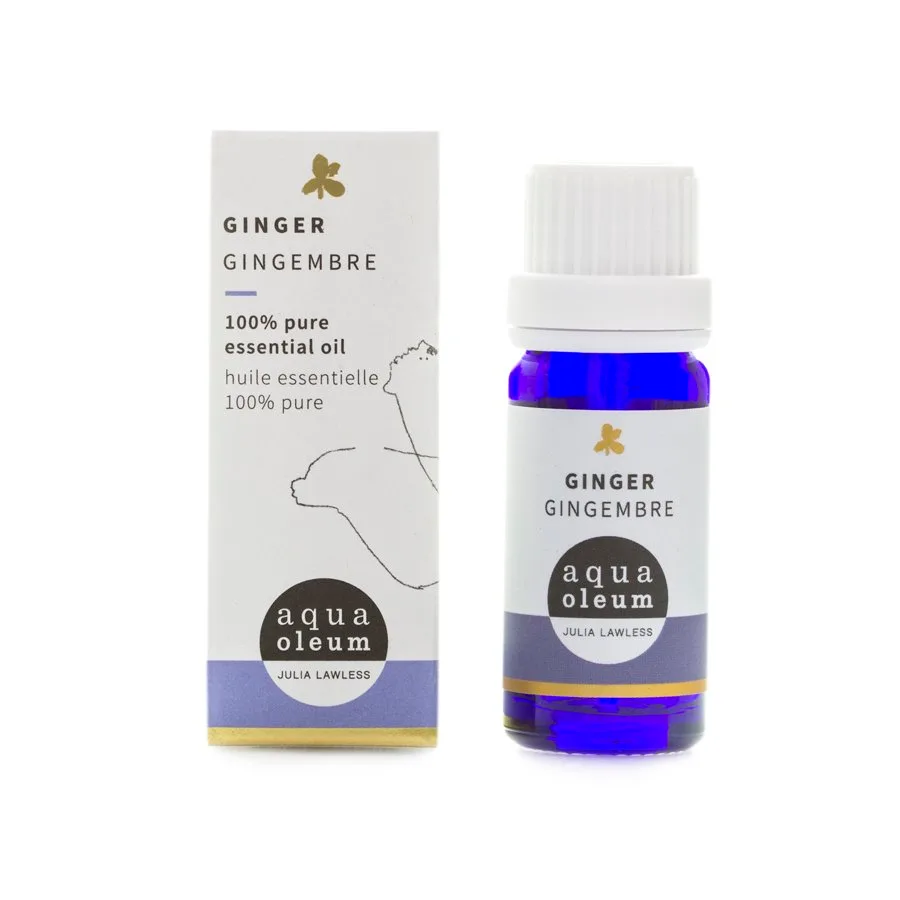 GINGER
GINGEMBRE
100% pure
essential oil
huile essentielle
100% pure
aqua
oleum
JULIA LAWLESS
GINGER
GINGEMBRE
aqua
oleum
JULIA LAWLESS